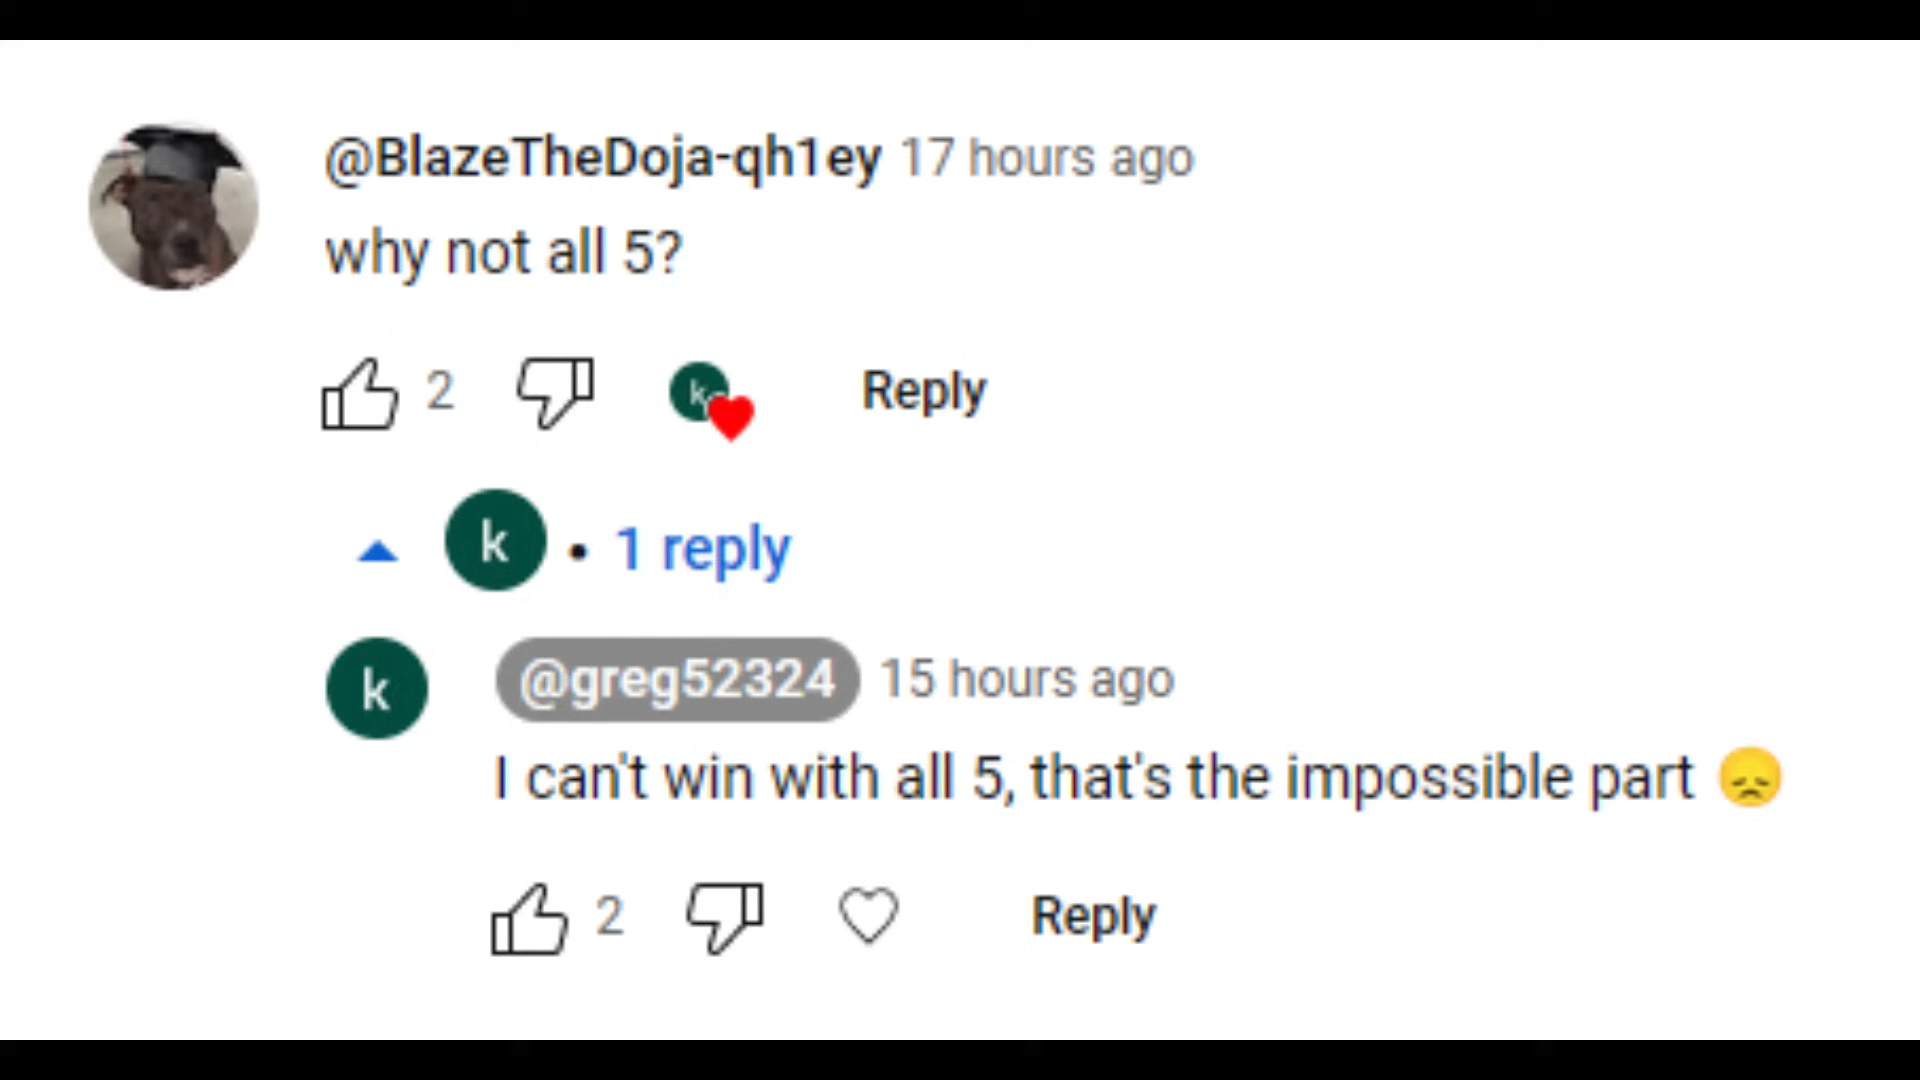 @BlazeTheDoja-qh1ey 17 hours ago
why not all 5?
2 k Reply
k • 1 reply
k @greg52324 15 hours ago
I can't win with all 5, that's the impossible part 😞
2 Reply